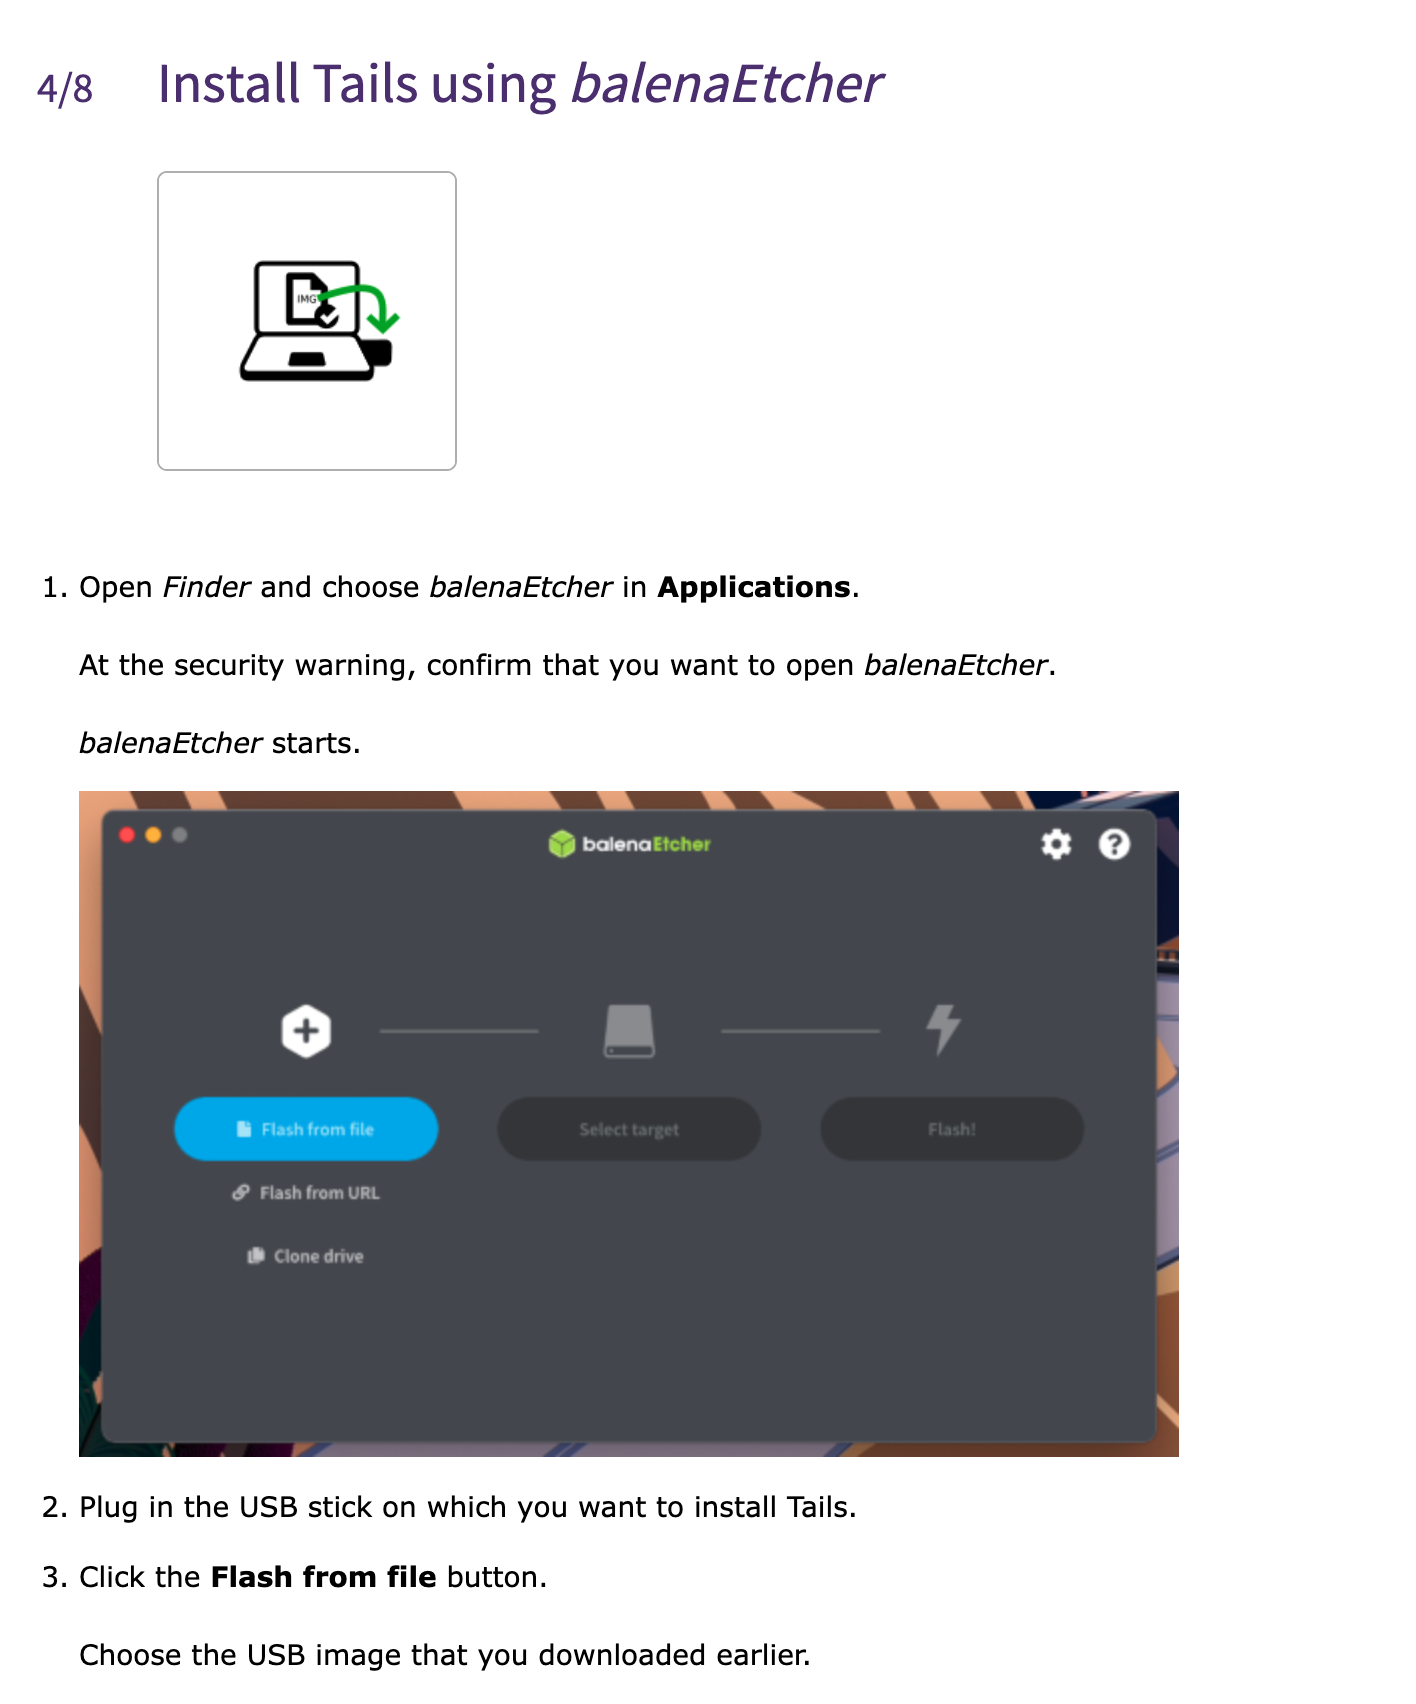 4/8 Install Tails using balenaEtcher
IMG
1. Open Finder and choose balenaEtcher in Applications.
At the security warning, confirm that you want to open balenaEtcher.
balenaEtcher starts.
balenaEtcher
Flash from file
Select target
Flash!
Flash from URL
Clone drive
2. Plug in the USB stick on which you want to install Tails.
3. Click the Flash from file button.
Choose the USB image that you downloaded earlier.